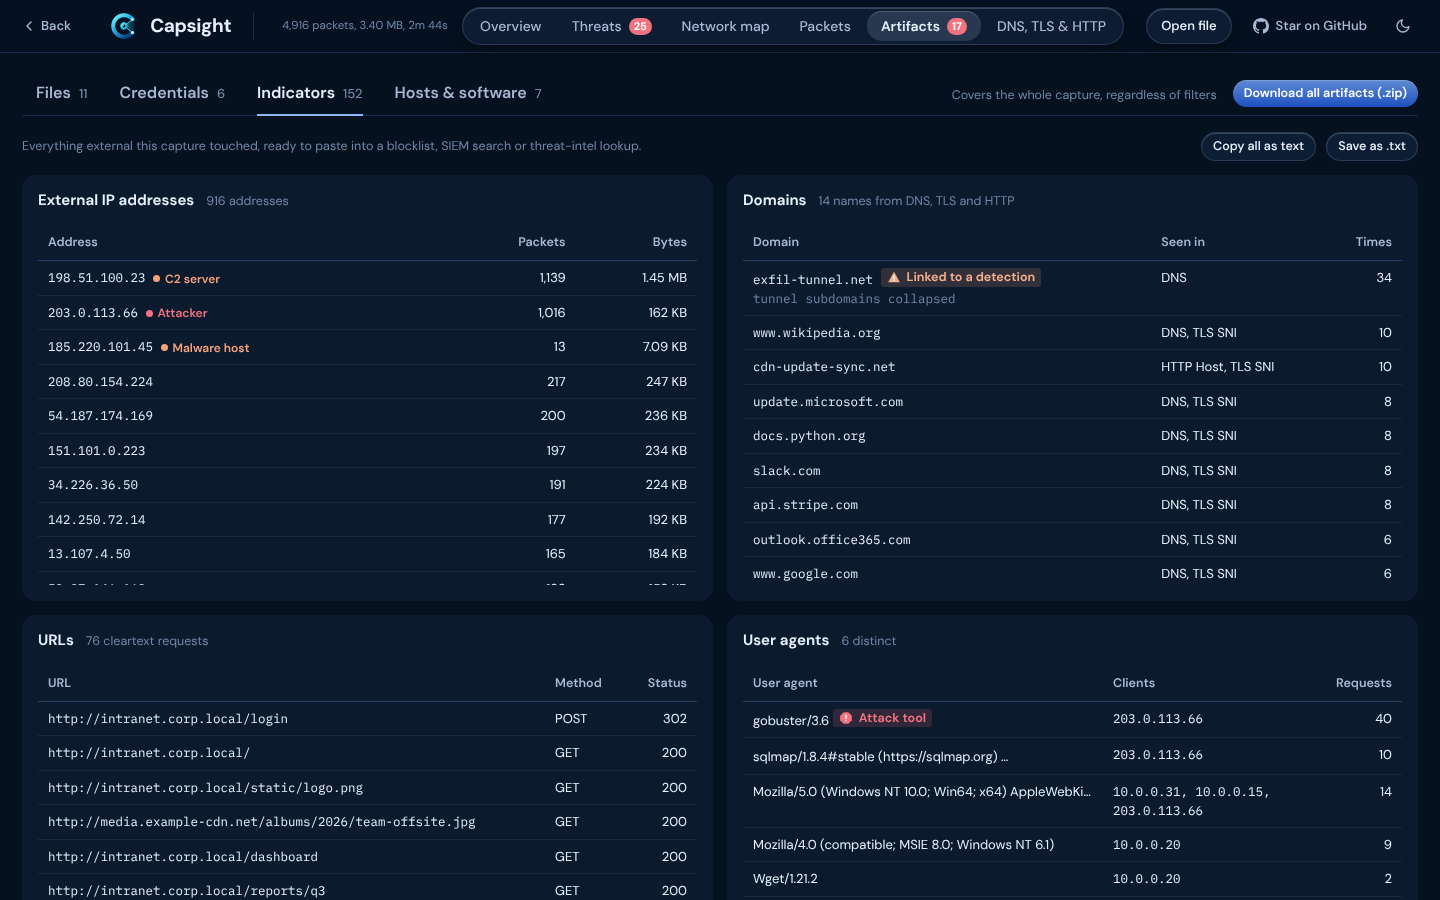 Back
Capsight
4,916 packets, 3.40 MB, 2m 44s
Overview
Threats 25
Network map
Packets
Artifacts 17
DNS, TLS & HTTP
Open file
Star on GitHub
Files 11
Credentials 6
Indicators 152
Hosts & software 7
Covers the whole capture, regardless of filters
Download all artifacts (.zip)
Everything external this capture touched, ready to paste into a blocklist, SIEM search or threat-intel lookup.
Copy all as text
Save as .txt
External IP addresses 916 addresses
Address Packets Bytes
198.51.100.23 C2 server 1,139 1.45 MB
203.0.113.66 Attacker 1,016 162 KB
185.220.101.45 Malware host 13 7.09 KB
208.80.154.224 217 247 KB
54.187.174.169 200 236 KB
151.101.0.223 197 234 KB
34.226.36.50 191 224 KB
142.250.72.14 177 192 KB
13.107.4.50 165 184 KB
Domains 14 names from DNS, TLS and HTTP
Domain Seen in Times
exfil-tunnel.net Linked to a detection DNS 34
tunnel subdomains collapsed
www.wikipedia.org DNS, TLS SNI 10
cdn-update-sync.net HTTP Host, TLS SNI 10
update.microsoft.com DNS, TLS SNI 8
docs.python.org DNS, TLS SNI 8
slack.com DNS, TLS SNI 8
api.stripe.com DNS, TLS SNI 8
outlook.office365.com DNS, TLS SNI 6
www.google.com DNS, TLS SNI 6
URLs 76 cleartext requests
URL Method Status
http://intranet.corp.local/login POST 302
http://intranet.corp.local/ GET 200
http://intranet.corp.local/static/logo.png GET 200
http://media.example-cdn.net/albums/2026/team-offsite.jpg GET 200
http://intranet.corp.local/dashboard GET 200
http://intranet.corp.local/reports/q3 GET 200
User agents 6 distinct
User agent Clients Requests
gobuster/3.6 Attack tool 203.0.113.66 40
sqlmap/1.8.4#stable (https://sqlmap.org) … 203.0.113.66 10
Mozilla/5.0 (Windows NT 10.0; Win64; x64) AppleWebKi… 10.0.0.31, 10.0.0.15, 14
203.0.113.66
Mozilla/4.0 (compatible; MSIE 8.0; Windows NT 6.1) 10.0.0.20 9
Wget/1.21.2 10.0.0.20 2